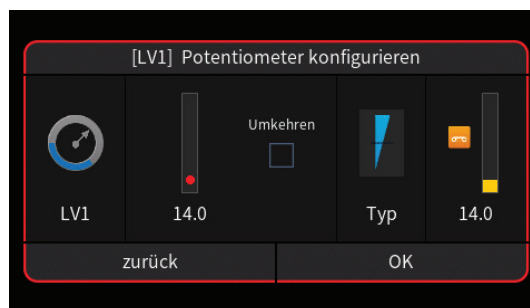 [LV1] Potentiometer konfigurieren
Umkehren
LV1 14.0 Typ 14.0
zurück OK